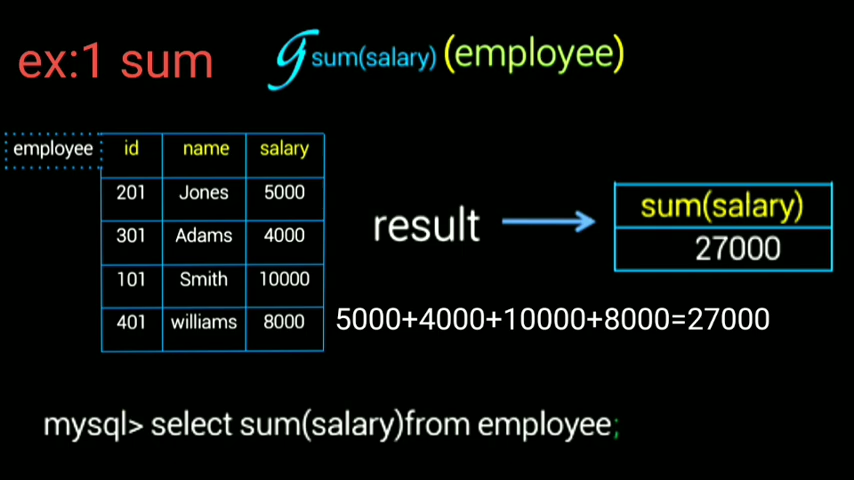 ex:1 sum
𝒢 sum(salary) (employee)
employee id name salary
201 Jones 5000
301 Adams 4000
101 Smith 10000
401 williams 8000
result
sum(salary)
27000
5000+4000+10000+8000=27000
mysql> select sum(salary)from employee;